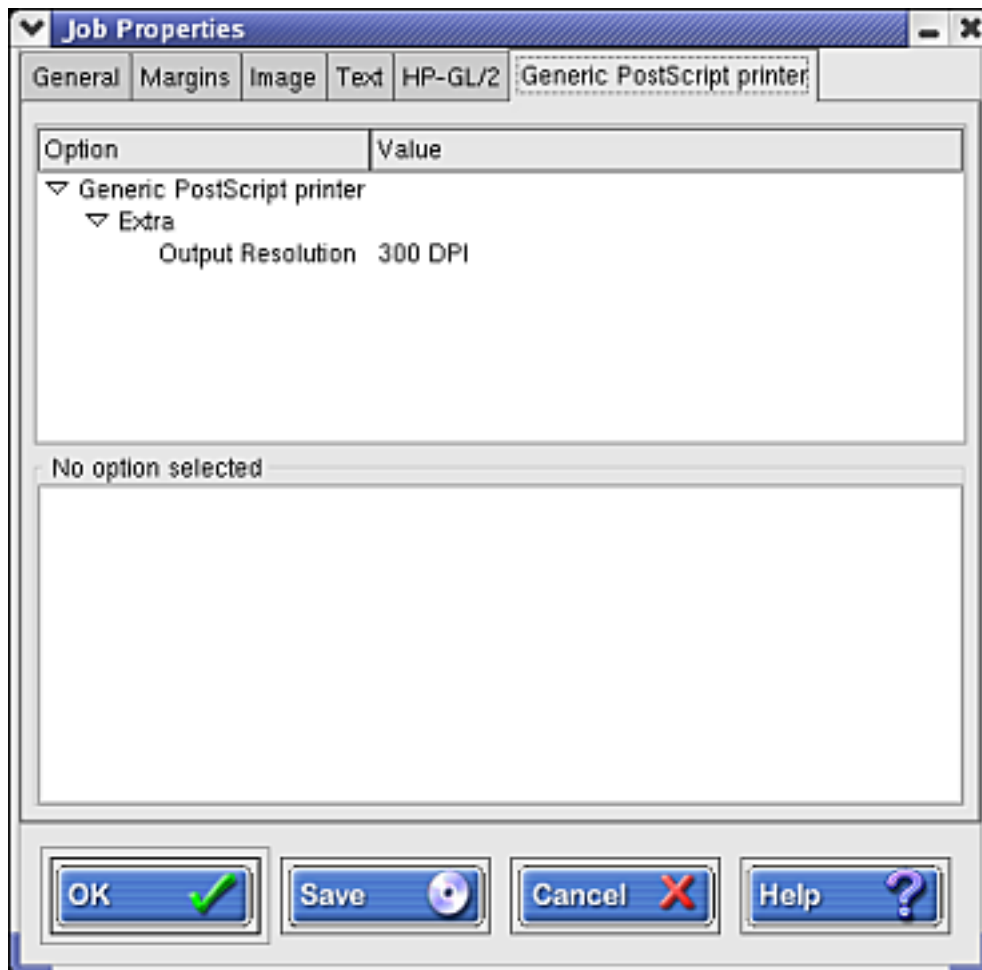 Job Properties
General Margins Image Text HP-GL/2 Generic PostScript printer
Option Value
Generic PostScript printer
Extra
Output Resolution 300 DPI
No option selected
OK Save Cancel Help